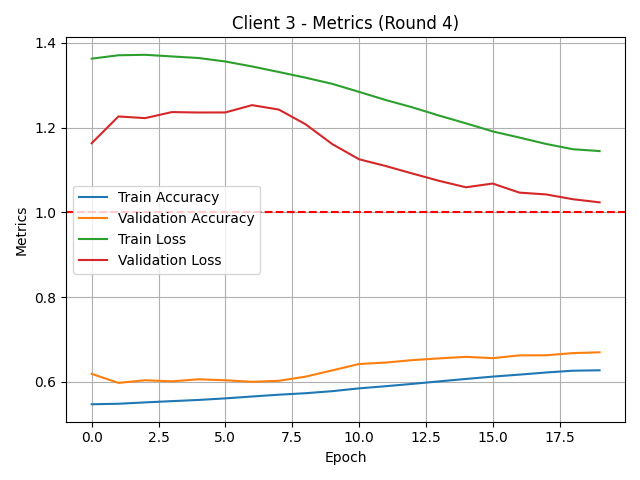 Client 3 - Metrics (Round 4)
1.4
1.2
1.0
0.8
0.6
Metrics
Train Accuracy
Validation Accuracy
Train Loss
Validation Loss
0.0 2.5 5.0 7.5 10.0 12.5 15.0 17.5
Epoch